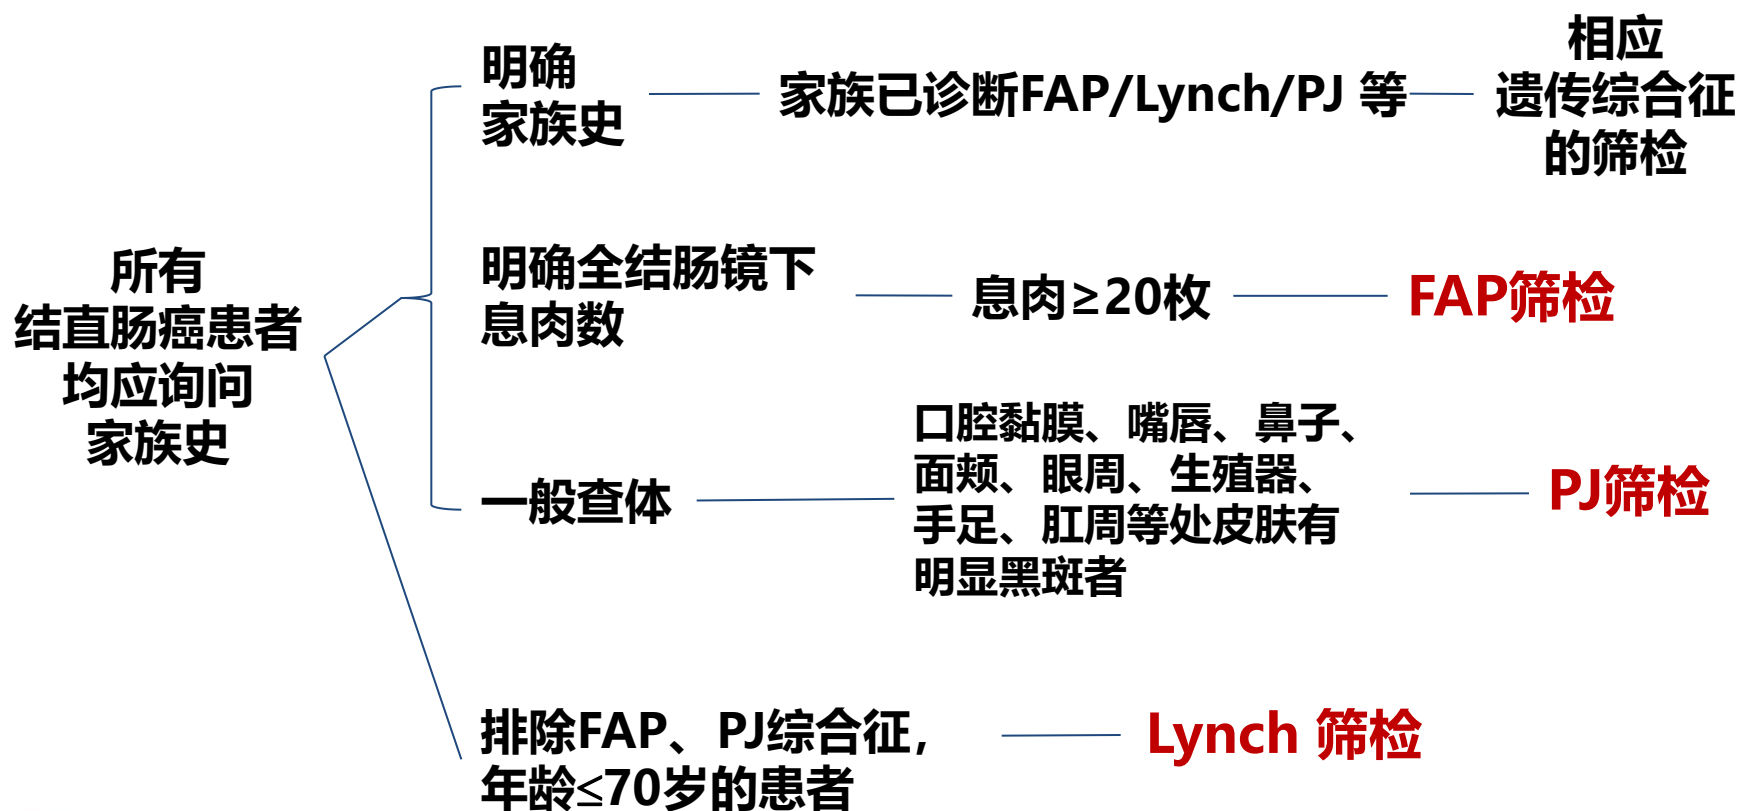 所有
结直肠癌患者
均应询问
家族史
明确
家族史
家族已诊断FAP/Lynch/PJ 等
相应
遗传综合征
的筛检
明确全结肠镜下
息肉数
息肉≥20枚
FAP筛检
一般查体
口腔黏膜、嘴唇、鼻子、
面颊、眼周、生殖器、
手足、肛周等处皮肤有
明显黑斑者
PJ筛检
排除FAP、PJ综合征，
年龄≤70岁的患者
Lynch 筛检